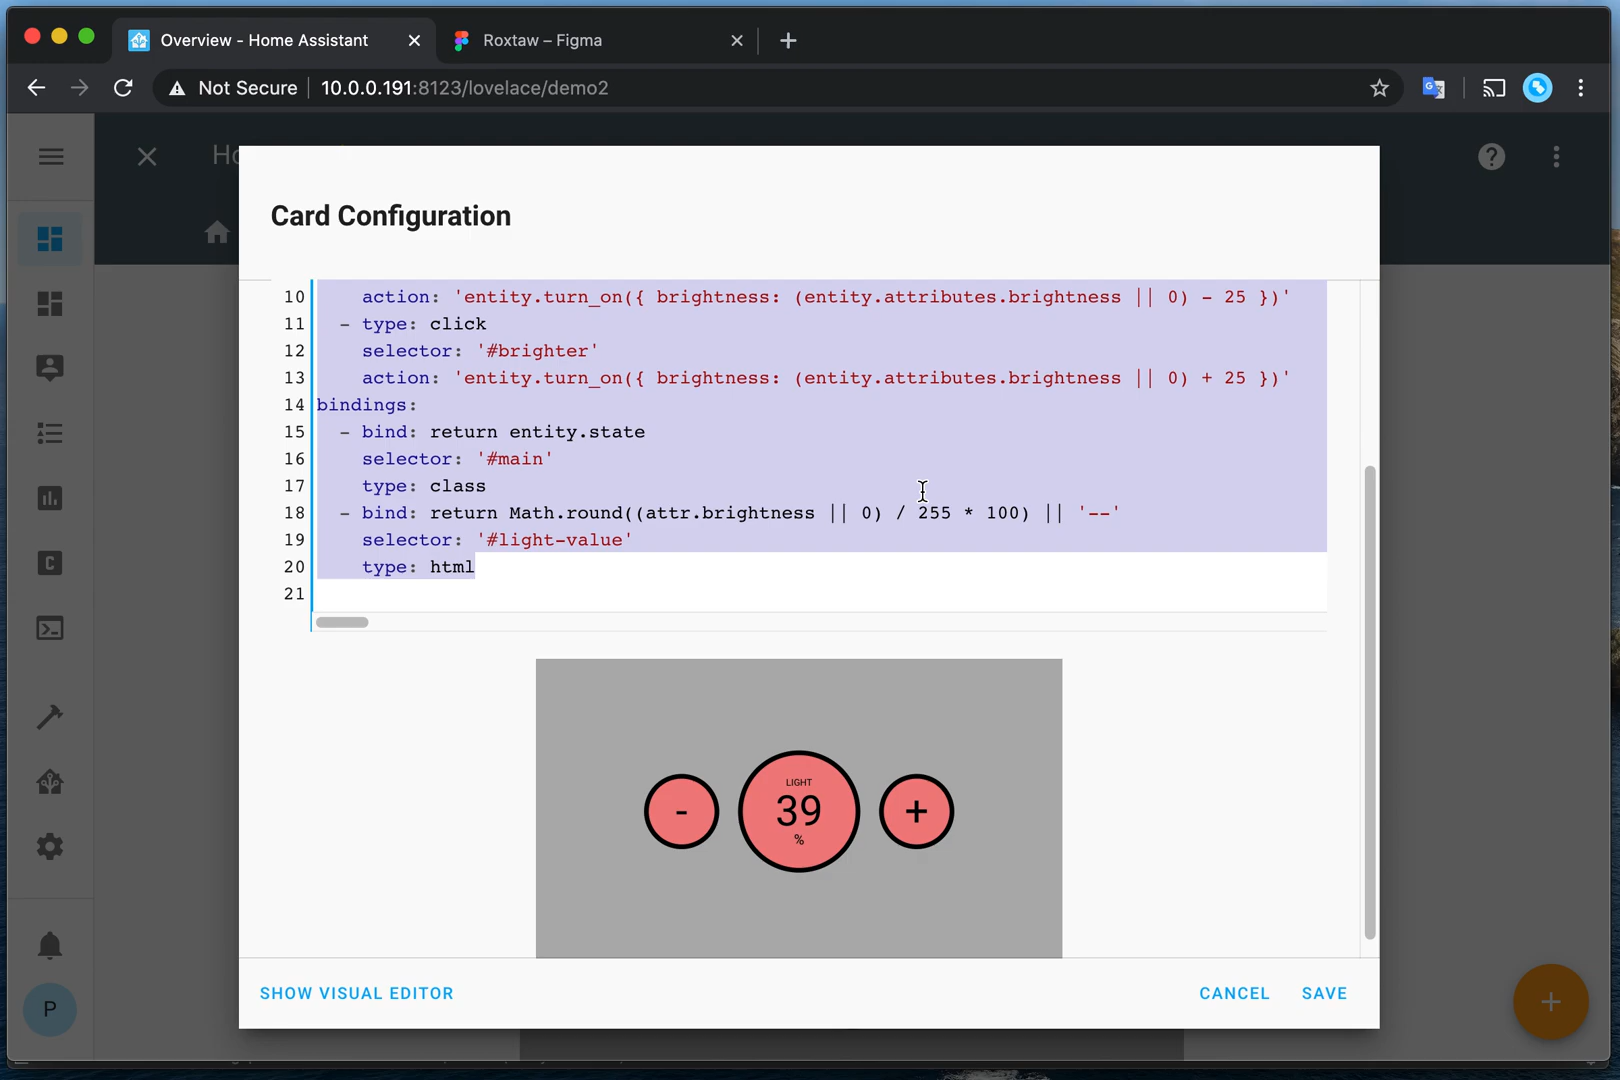 Overview - Home Assistant
Roxtaw – Figma
Not Secure
10.0.0.191:8123/lovelace/demo2
Card Configuration
10 action: 'entity.turn_on({ brightness: (entity.attributes.brightness || 0) - 25 })'
11 - type: click
12 selector: '#brighter'
13 action: 'entity.turn_on({ brightness: (entity.attributes.brightness || 0) + 25 })'
14 bindings:
15 - bind: return entity.state
16 selector: '#main'
17 type: class
18 - bind: return Math.round((attr.brightness || 0) / 255 * 100) || '--'
19 selector: '#light-value'
20 type: html
21
LIGHT
- 39 +
%
P
SHOW VISUAL EDITOR
CANCEL SAVE